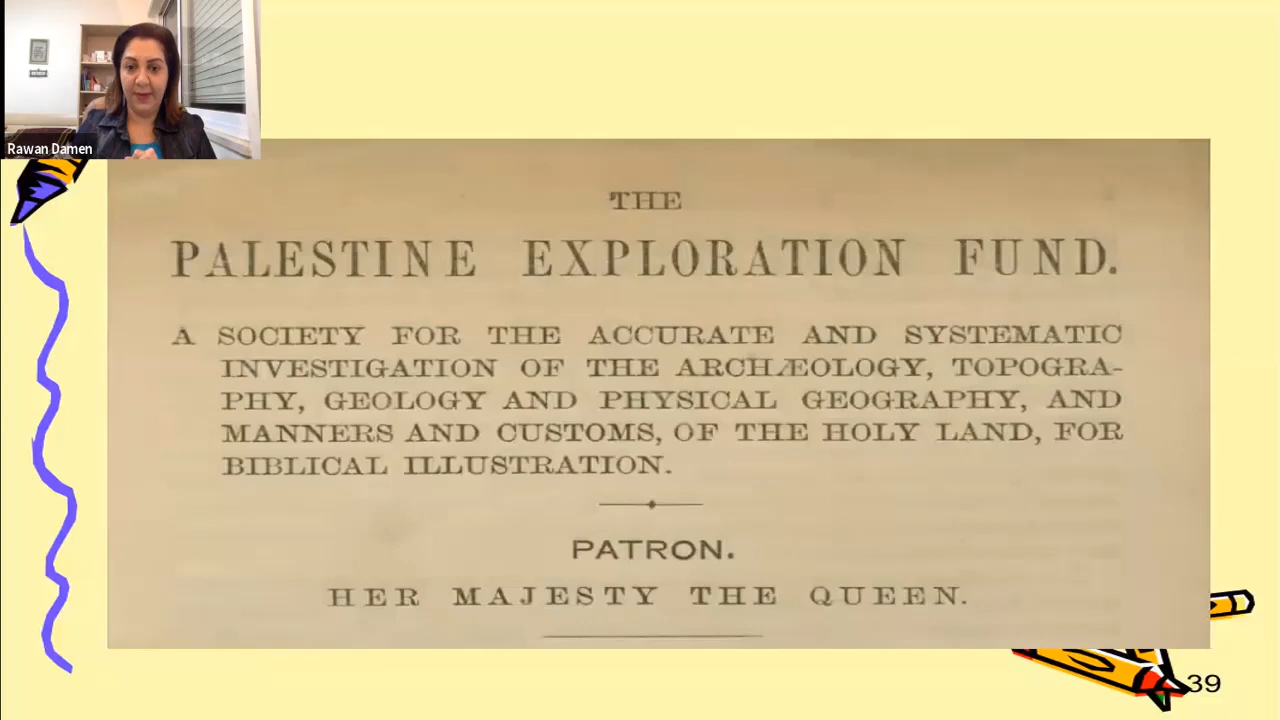 Rawan Damen
THE
PALESTINE EXPLORATION FUND.
A SOCIETY FOR THE ACCURATE AND SYSTEMATIC
INVESTIGATION OF THE ARCHÆOLOGY, TOPOGRA-
PHY, GEOLOGY AND PHYSICAL GEOGRAPHY, AND
MANNERS AND CUSTOMS, OF THE HOLY LAND, FOR
BIBLICAL ILLUSTRATION.
PATRON.
HER MAJESTY THE QUEEN.
39